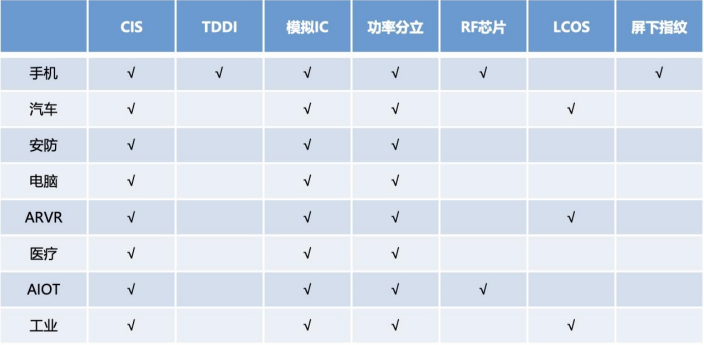 CIS TDDI 模拟IC 功率分立 RF芯片 LCOS 屏下指纹
手机 √ √ √ √ √ √
汽车 √ √ √ √
安防 √ √ √
电脑 √ √ √
ARVR √ √ √ √
医疗 √ √ √
AIOT √ √ √ √
工业 √ √ √ √